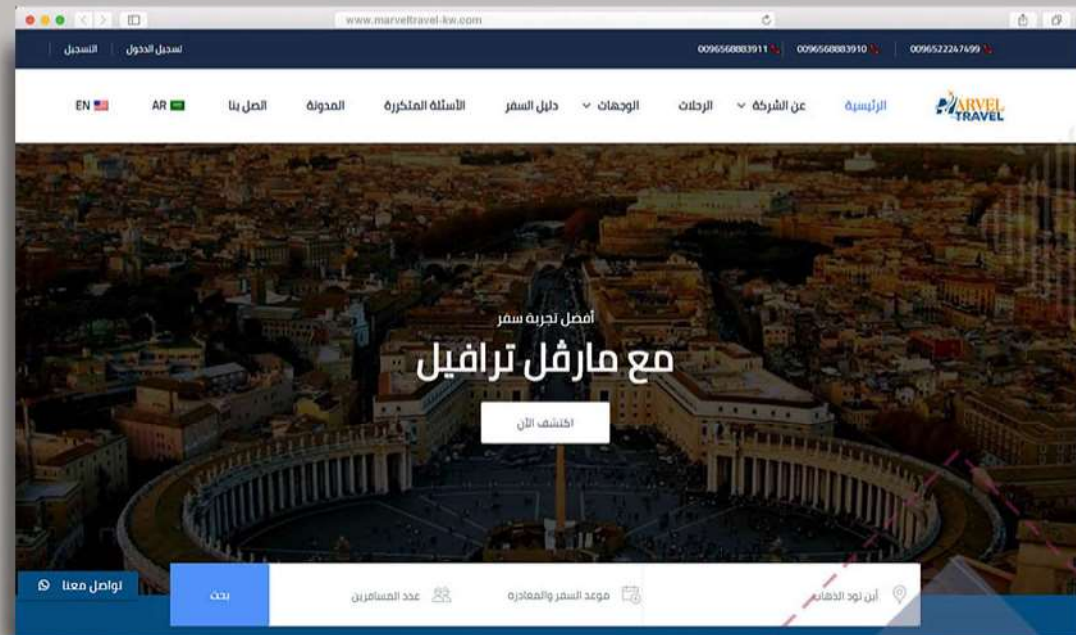 www.marveltravel-kw.com
0096522247499
0096568883910
0096568883911
تسجيل الدخول
التسجيل
MARVEL
TRAVEL
الرئيسية
عن الشركة
الرحلات
الوجهات
دليل السفر
الأسئلة المتكررة
المدونة
اتصل بنا
AR
EN
أفضل تجربة سفر
مع مارڤل ترافيل
اكتشف الآن
أين تود الذهاب
موعد السفر والمغادره
عدد المسافرين
بحث
تواصل معنا